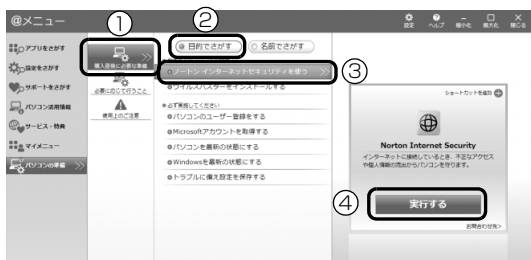 @メニュー
設定
ヘルプ
最小化
最大化
閉じる
①
②
③
④
アプリをさがす
設定をさがす
サポートをさがす
パソコン活用情報
サービス・特典
マイメニュー
パソコンの準備
購入直後に必要な準備
必要に応じて行うこと
使用上のご注意
目的でさがす
名前でさがす
ノートン インターネットセキュリティを使う
ウイルスバスターをインストールする
必ず実施してください
パソコンのユーザー登録をする
Microsoftアカウントを取得する
パソコンを最新の状態にする
Windowsを最新の状態にする
トラブルに備え設定を保存する
ショートカットを追加
Norton Internet Security
インターネットに接続しているとき、不正なアクセス
や個人情報の流出からパソコンを守ります。
実行する
お問合わせ先>